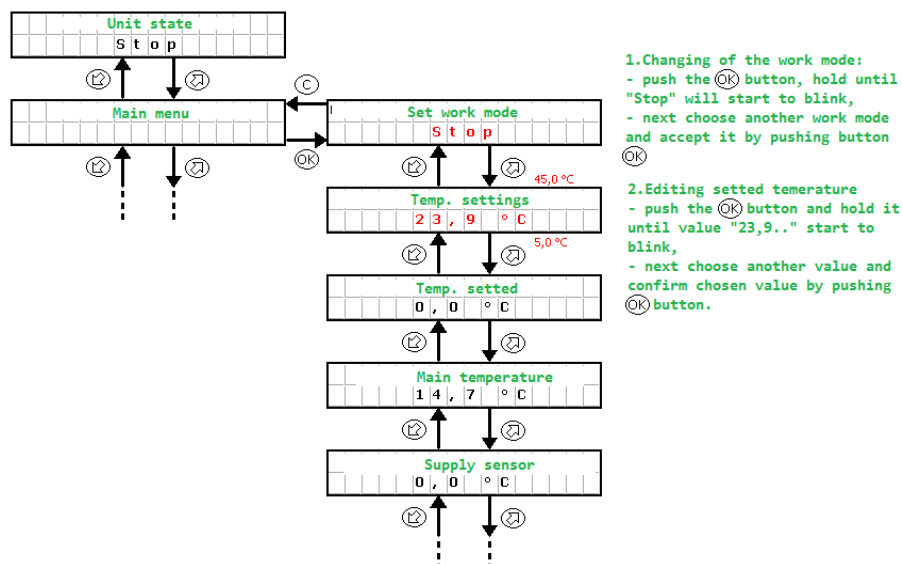 Unit state
Stop
C
Main menu
OK
Set work mode
Stop
45,0 °C
Temp. settings
23,9 °C
5,0 °C
Temp. setted
0,0 °C
Main temperature
14,7 °C
Supply sensor
0,0 °C
1.Changing of the work mode:
- push the OK button, hold until
"Stop" will start to blink,
- next choose another work mode
and accept it by pushing button
OK
2.Editing setted temerature
- push the OK button and hold it
until value "23,9.." start to
blink,
- next choose another value and
confirm chosen value by pushing
OK button.